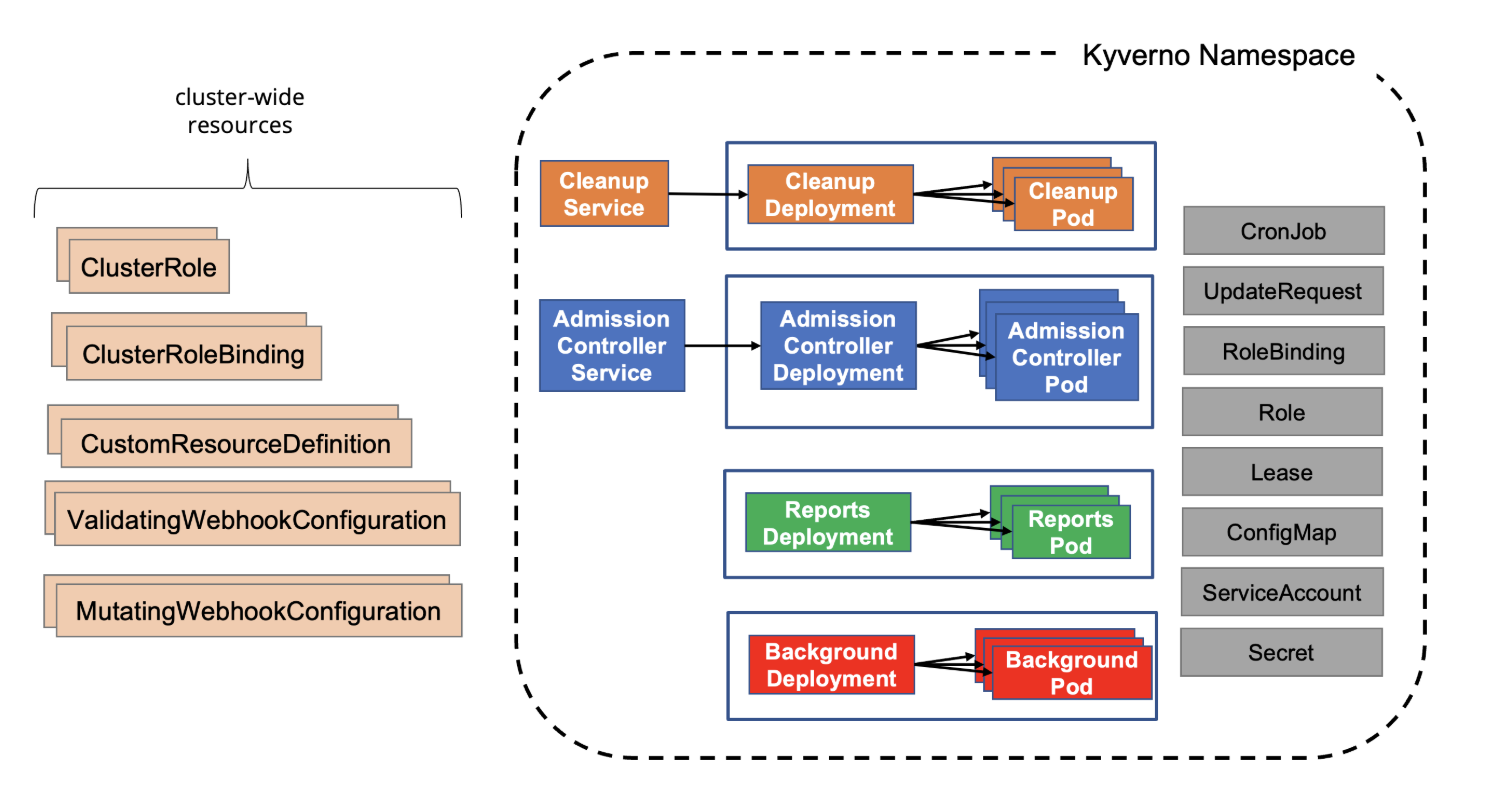 cluster-wide
resources
ClusterRole
ClusterRoleBinding
CustomResourceDefinition
ValidatingWebhookConfiguration
MutatingWebhookConfiguration
Kyverno Namespace
Cleanup
Service
Cleanup
Deployment
Cleanup
Pod
Admission
Controller
Service
Admission
Controller
Deployment
Admission
Controller
Pod
Reports
Deployment
Reports
Pod
Background
Deployment
Background
Pod
CronJob
UpdateRequest
RoleBinding
Role
Lease
ConfigMap
ServiceAccount
Secret